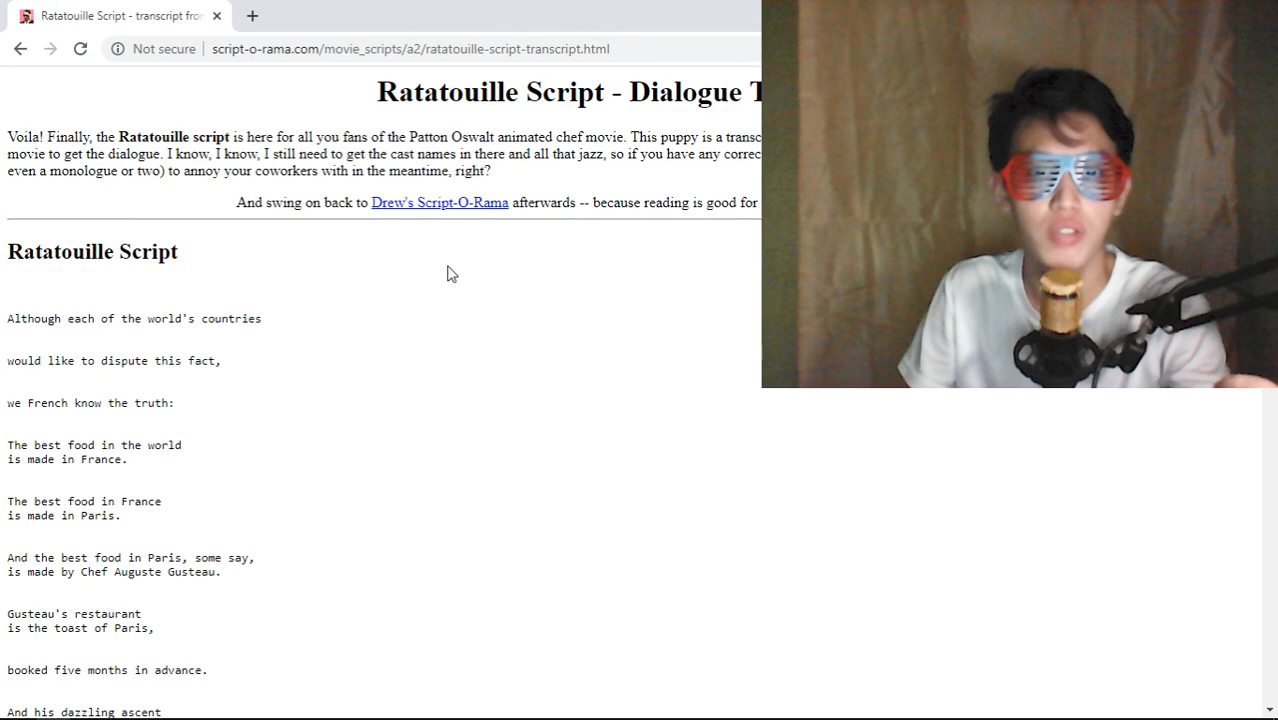 Ratatouille Script - transcript fro
Not secure script-o-rama.com/movie_scripts/a2/ratatouille-script-transcript.html
Ratatouille Script - Dialogue
Voila! Finally, the Ratatouille script is here for all you fans of the Patton Oswalt animated chef movie. This puppy is a transc
movie to get the dialogue. I know, I know, I still need to get the cast names in there and all that jazz, so if you have any correc
even a monologue or two) to annoy your coworkers with in the meantime, right?
And swing on back to Drew's Script-O-Rama afterwards -- because reading is good for
Ratatouille Script
Although each of the world's countries
would like to dispute this fact,
we French know the truth:
The best food in the world
is made in France.
The best food in France
is made in Paris.
And the best food in Paris, some say,
is made by Chef Auguste Gusteau.
Gusteau's restaurant
is the toast of Paris,
booked five months in advance.
And his dazzling ascent